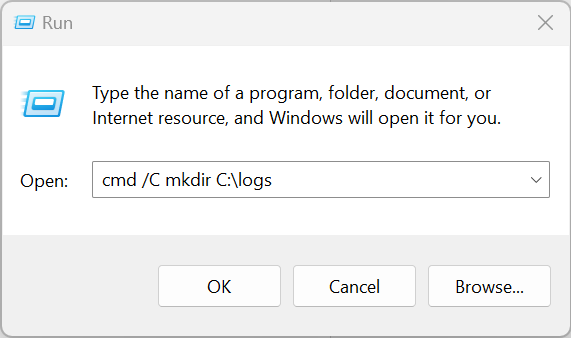 Run
Type the name of a program, folder, document, or
Internet resource, and Windows will open it for you.
Open: cmd /C mkdir C:\logs
OK Cancel Browse...